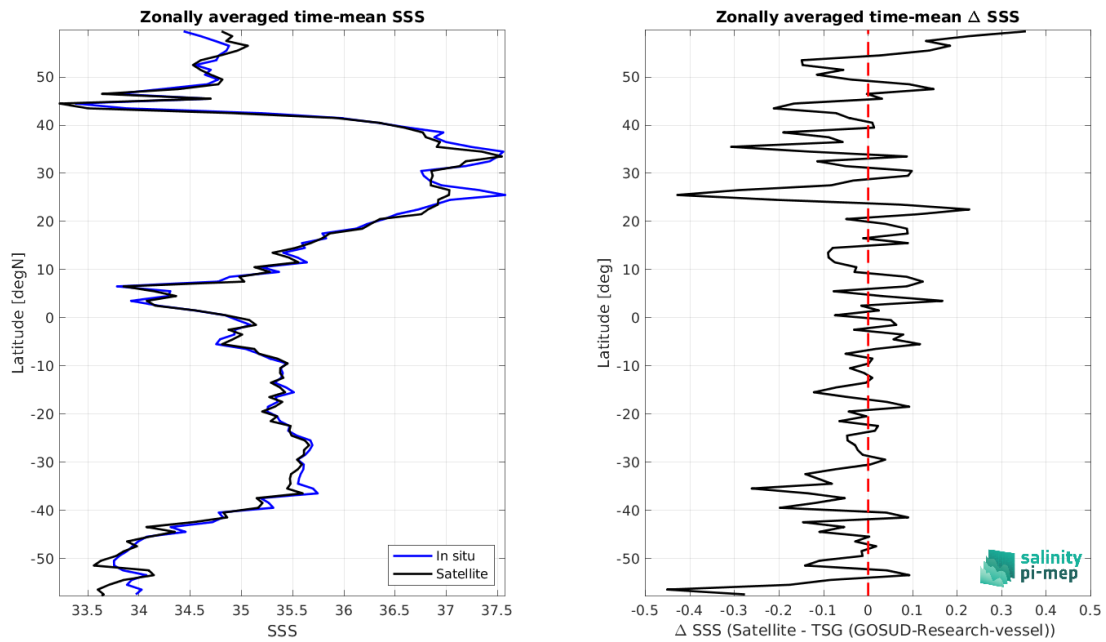 Zonally averaged time-mean SSS
50
40
30
20
10
0
-10
-20
-30
-40
-50
Latitude [degN]
33.5 34 34.5 35 35.5 36 36.5 37 37.5
SSS
In situ
Satellite
Zonally averaged time-mean Δ SSS
50
40
30
20
10
0
-10
-20
-30
-40
-50
Latitude [deg]
-0.5 -0.4 -0.3 -0.2 -0.1 0 0.1 0.2 0.3 0.4 0.5
Δ SSS (Satellite - TSG (GOSUD-Research-vessel))
salinity
pi-mep